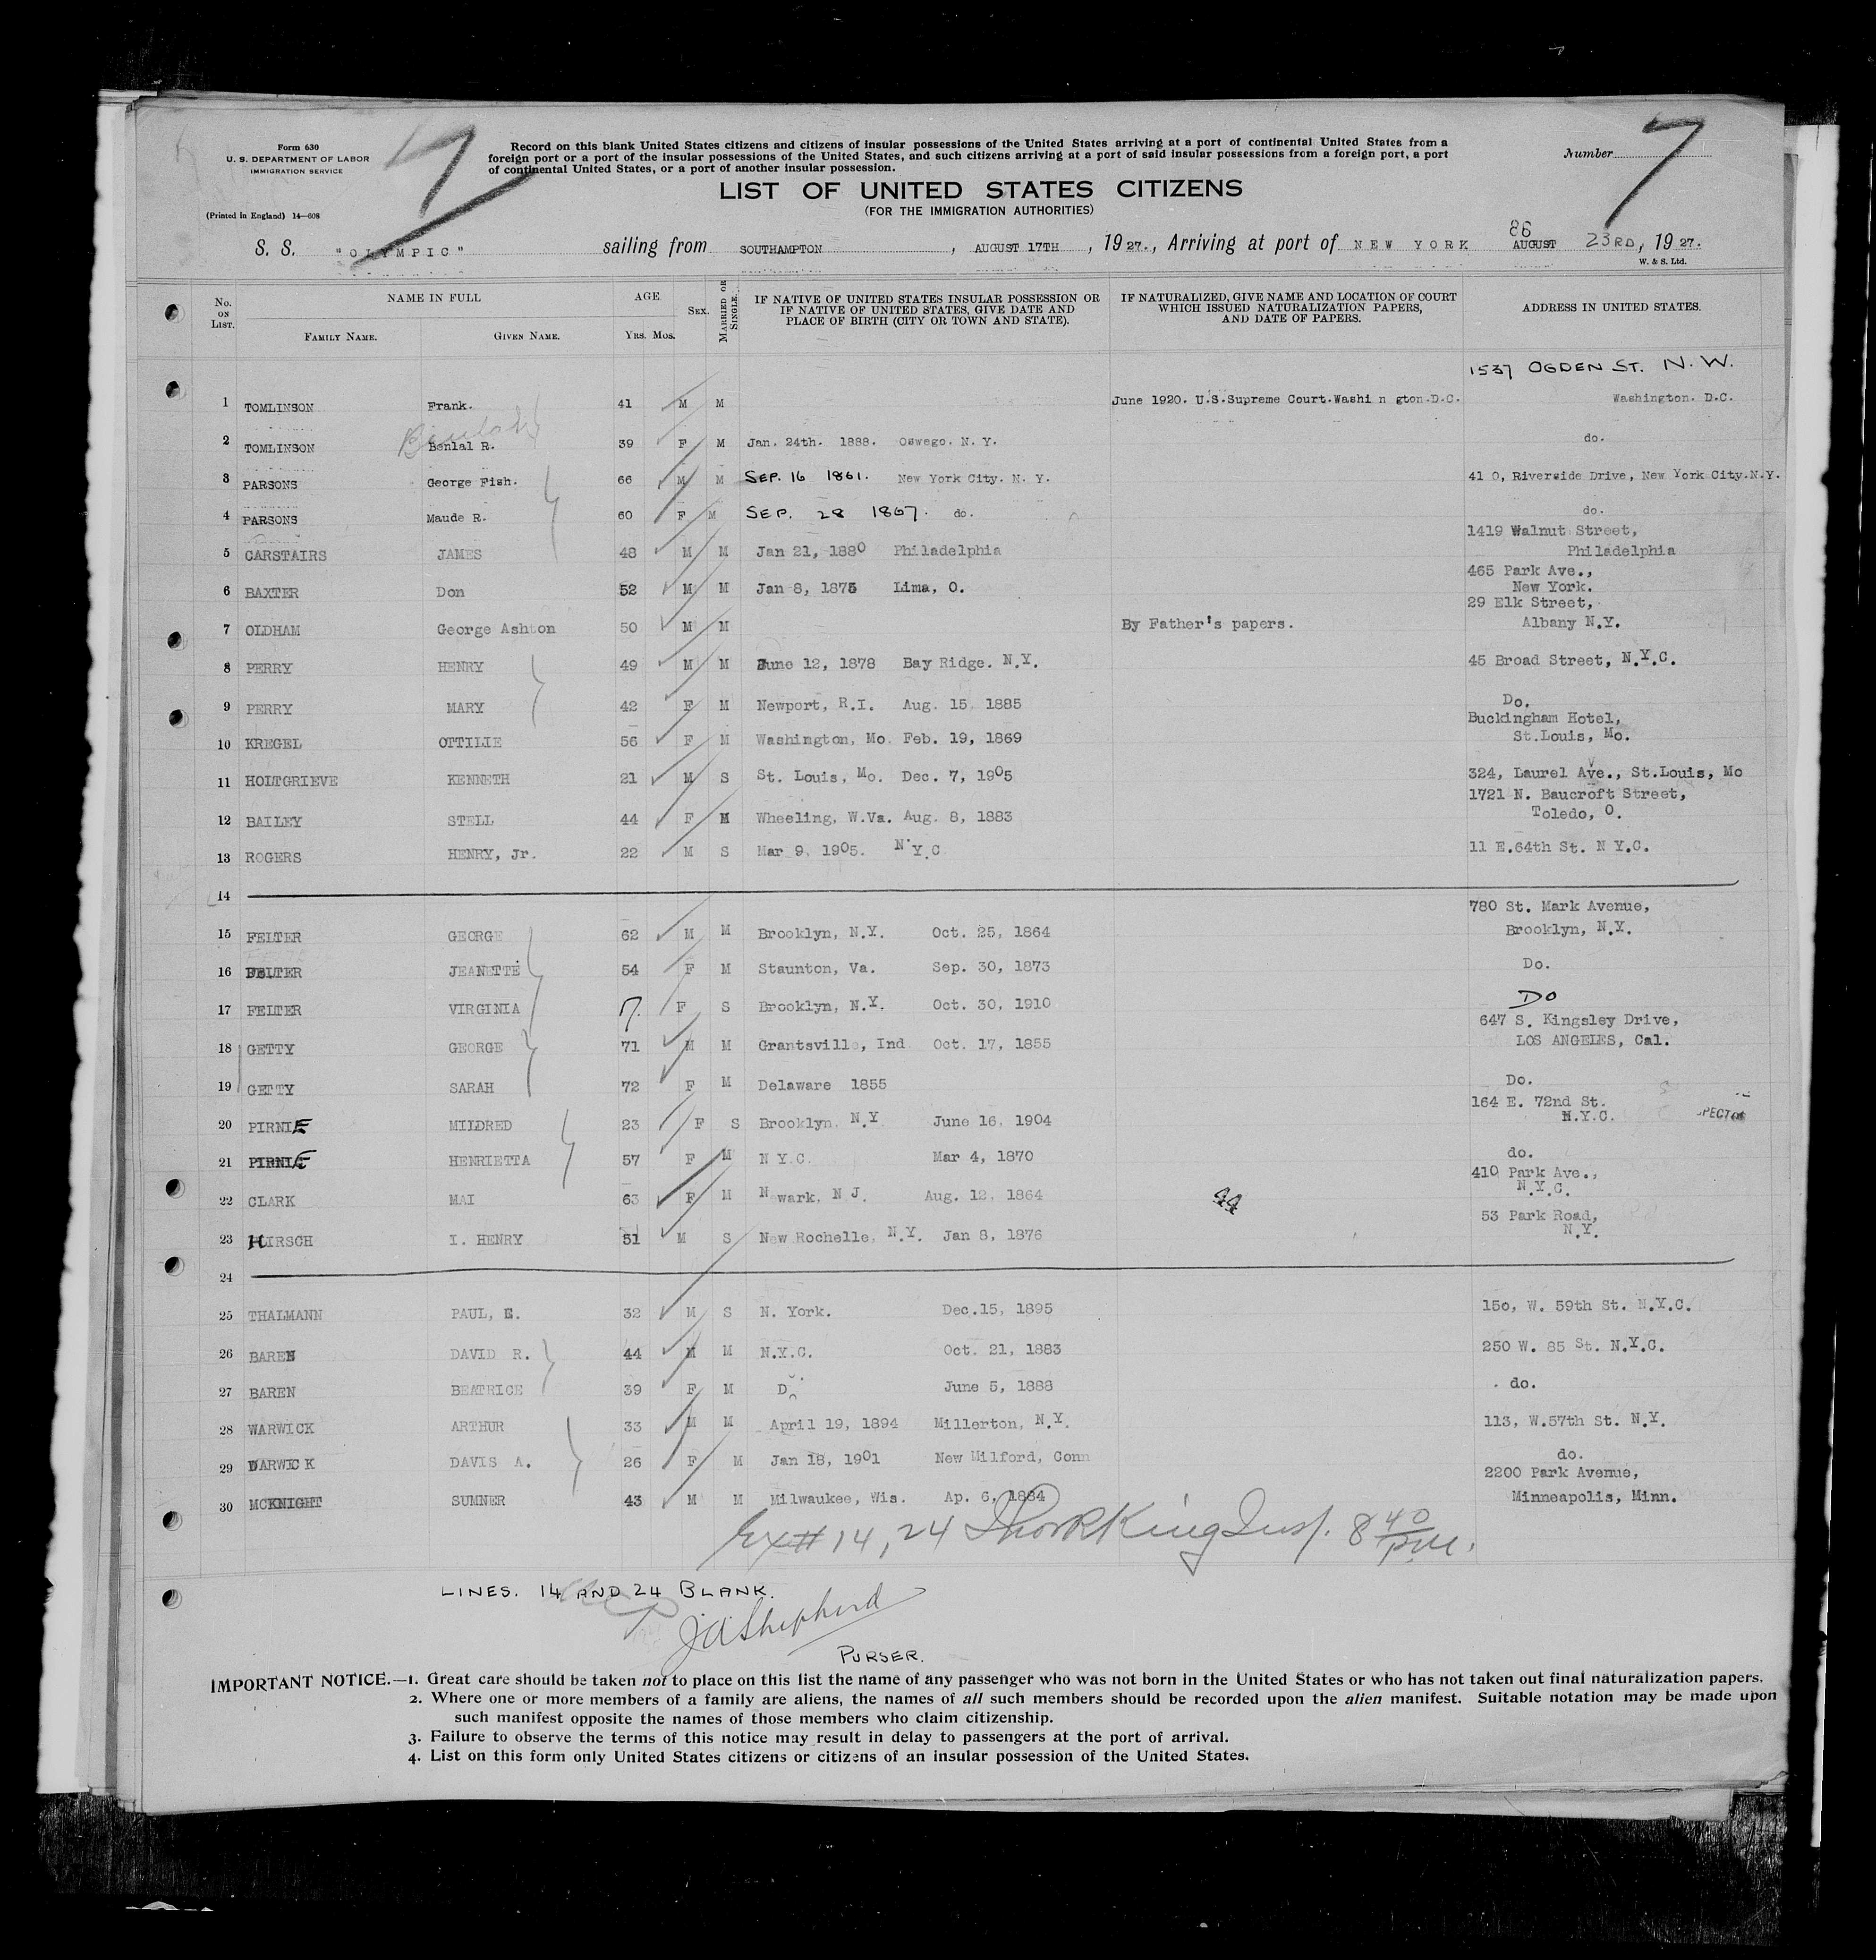 Form 630
U. S. DEPARTMENT OF LABOR
IMMIGRATION SERVICE
(Printed in England) 14—608
7
Record on this blank United States citizens and citizens of insular possessions of the United States arriving at a port of continental United States from a
foreign port or a port of the insular possessions of the United States, and such citizens arriving at a port of said insular possessions from a foreign port, a port
of continental United States, or a port of another insular possession.
Number 7
LIST OF UNITED STATES CITIZENS
(FOR THE IMMIGRATION AUTHORITIES)
86
S. S. "OLYMPIC" sailing from SOUTHAMPTON, AUGUST 17TH, 1927., Arriving at port of NEW YORK AUGUST 23RD, 1927.
W. & S. Ltd.
No. ON LIST. NAME IN FULL FAMILY NAME. GIVEN NAME. AGE YRS. MOS. SEX. MARRIED OR SINGLE. IF NATIVE OF UNITED STATES INSULAR POSSESSION OR IF NATIVE OF UNITED STATES, GIVE DATE AND PLACE OF BIRTH (CITY OR TOWN AND STATE). IF NATURALIZED, GIVE NAME AND LOCATION OF COURT WHICH ISSUED NATURALIZATION PAPERS, AND DATE OF PAPERS. ADDRESS IN UNITED STATES.
1537 OGDEN ST. N.W.
1 TOMLINSON Frank. 41 M M June 1920. U.S.Supreme Court.Washi n gton.D.C. Washington. D.C.
2 TOMLINSON Benlal R. 39 F M Jan. 24th. 1888. Oswego. N. Y. do.
3 PARSONS George Fish. 66 M M SEP. 16 1861. New York City. N. Y. 41 0, Riverside Drive, New York City.N.Y.
4 PARSONS Maude R. 60 F M SEP. 28 1867. do. do.
1419 Walnut Street,
5 CARSTAIRS JAMES 48 M M Jan 21, 1880 Philadelphia Philadelphia
465 Park Ave.,
6 BAXTER Don 52 M M Jan 8, 1875 Lima, O. New York.
29 Elk Street,
7 OLDHAM George Ashton 50 M M By Father's papers. Albany N.Y.
8 PERRY HENRY 49 M M June 12, 1878 Bay Ridge. N.Y. 45 Broad Street, N.Y.C.
9 PERRY MARY 42 F M Newport, R.I. Aug. 15 1885 Do.
Buckingham Hotel,
10 KREGEL OTTILIE 56 F M Washington, Mo. Feb. 19, 1869 St.Louis, Mo.
11 HOLTGRIEVE KENNETH 21 M S St. Louis, Mo. Dec. 7, 1905 324, Laurel Ave., St.Louis, Mo
1721 N. Baucroft Street,
12 BAILEY STELL 44 F M Wheeling, W.Va. Aug. 8, 1883 Toledo, O.
13 ROGERS HENRY, Jr. 22 M S Mar 9, 1905. N.Y.C 11 E.64th St. N Y.C.
14
780 St. Mark Avenue,
15 FELTER GEORGE 62 M M Brooklyn, N.Y. Oct. 25, 1864 Brooklyn, N.Y.
16 FELTER JEANETTE 54 F M Staunton, Va. Sep. 30, 1873 Do.
17 FELTER VIRGINIA 17. F S Brooklyn, N.Y. Oct. 30, 1910 DO
647 S. Kingsley Drive,
18 GETTY GEORGE 71 M M Grantsville, Ind. Oct. 17, 1855 LOS ANGELES, Cal.
19 GETTY SARAH 72 F M Delaware 1855 Do.
164 E. 72nd St.
20 PIRNIE MILDRED 23 F S Brooklyn, N.Y June 16, 1904 N.Y.C.
21 PIRNIE HENRIETTA 57 F M N Y.C. Mar 4, 1870 do.
410 Park Ave.,
22 CLARK MAI 63 F M Newark, N J. Aug. 12, 1864 44 N.Y.C.
53 Park Road,
23 HIRSCH I. HENRY 51 M S New Rochelle, N.Y. Jan 8, 1876 N.Y.
24
25 THALMANN PAUL, E. 32 M S N. York. Dec.15, 1895 150, W. 59th St. N.Y.C.
26 BAREN DAVID R. 44 M M N.Y.C. Oct. 21, 1883 250 W. 85 St. N.Y.C.
27 BAREN BEATRICE 39 F M Do June 5, 1888 do.
28 WARWICK ARTHUR 33 M M April 19, 1894 Millerton, N.Y. 113, W.57th St. N.Y.
29 WARWICK DAVIS A. 26 F M Jan 18, 1901 New Milford, Conn do.
2200 Park Avenue,
30 MCKNIGHT SUMNER 43 M M Milwaukee, Wis. Ap. 6, 1884 Minneapolis, Minn.
Ex# 14, 24 King Insp. 8 40 P.M.
LINES. 14 AND 24 BLANK.
J A Shepherd
PURSER.
IMPORTANT NOTICE.—1. Great care should be taken not to place on this list the name of any passenger who was not born in the United States or who has not taken out final naturalization papers.
2. Where one or more members of a family are aliens, the names of all such members should be recorded upon the alien manifest. Suitable notation may be made upon
such manifest opposite the names of those members who claim citizenship.
3. Failure to observe the terms of this notice may result in delay to passengers at the port of arrival.
4. List on this form only United States citizens or citizens of an insular possession of the United States.